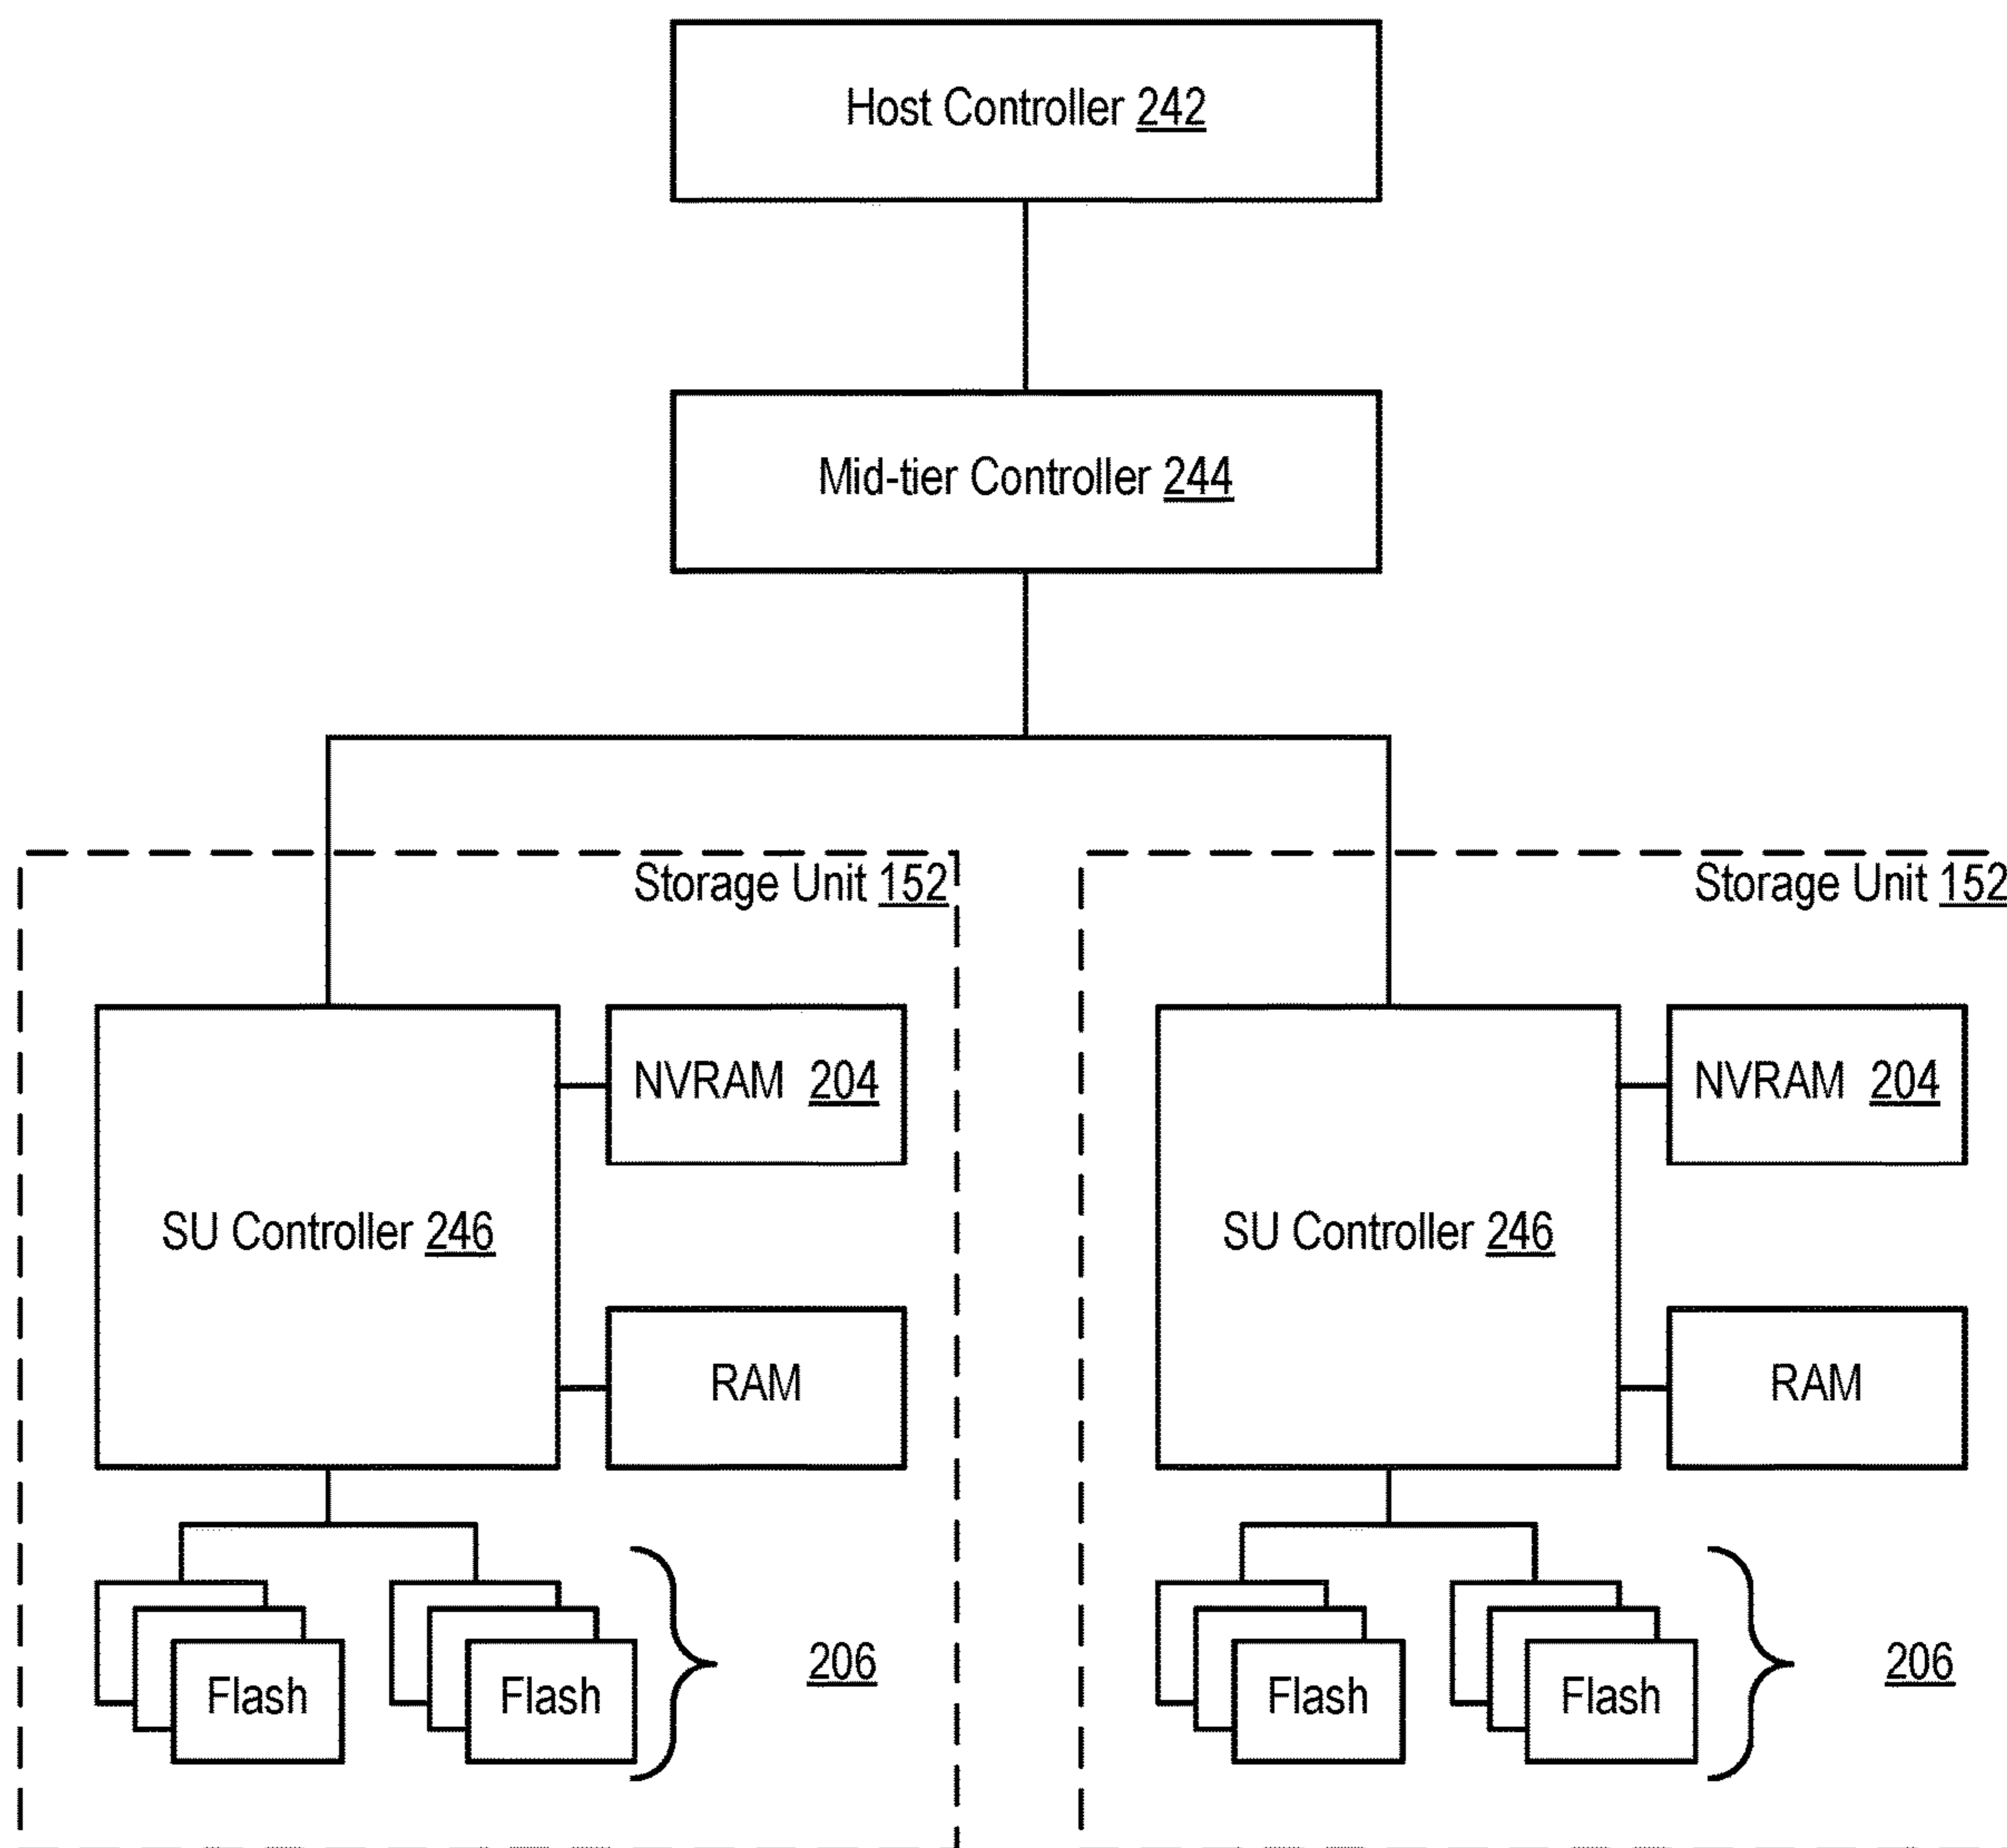 Host Controller 242
Mid-tier Controller 244
Storage Unit 152
Storage Unit 152
NVRAM 204
NVRAM 204
SU Controller 246
SU Controller 246
RAM
RAM
Flash
Flash
206
Flash
Flash
206